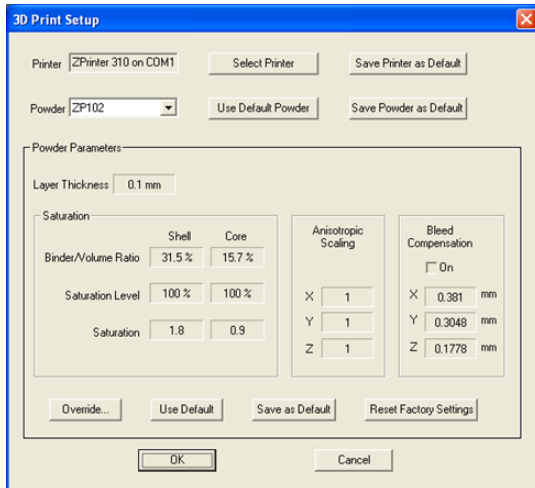 3D Print Setup
Printer ZPrinter 310 on COM1 Select Printer Save Printer as Default
Powder ZP102 Use Default Powder Save Powder as Default
Powder Parameters
Layer Thickness 0.1 mm
Saturation
Shell Core
Binder/Volume Ratio 31.5 % 15.7 %
Saturation Level 100 % 100 %
Saturation 1.8 0.9
Anisotropic
Scaling
X 1
Y 1
Z 1
Bleed
Compensation
On
X 0.381 mm
Y 0.3048 mm
Z 0.1778 mm
Override... Use Default Save as Default Reset Factory Settings
OK Cancel